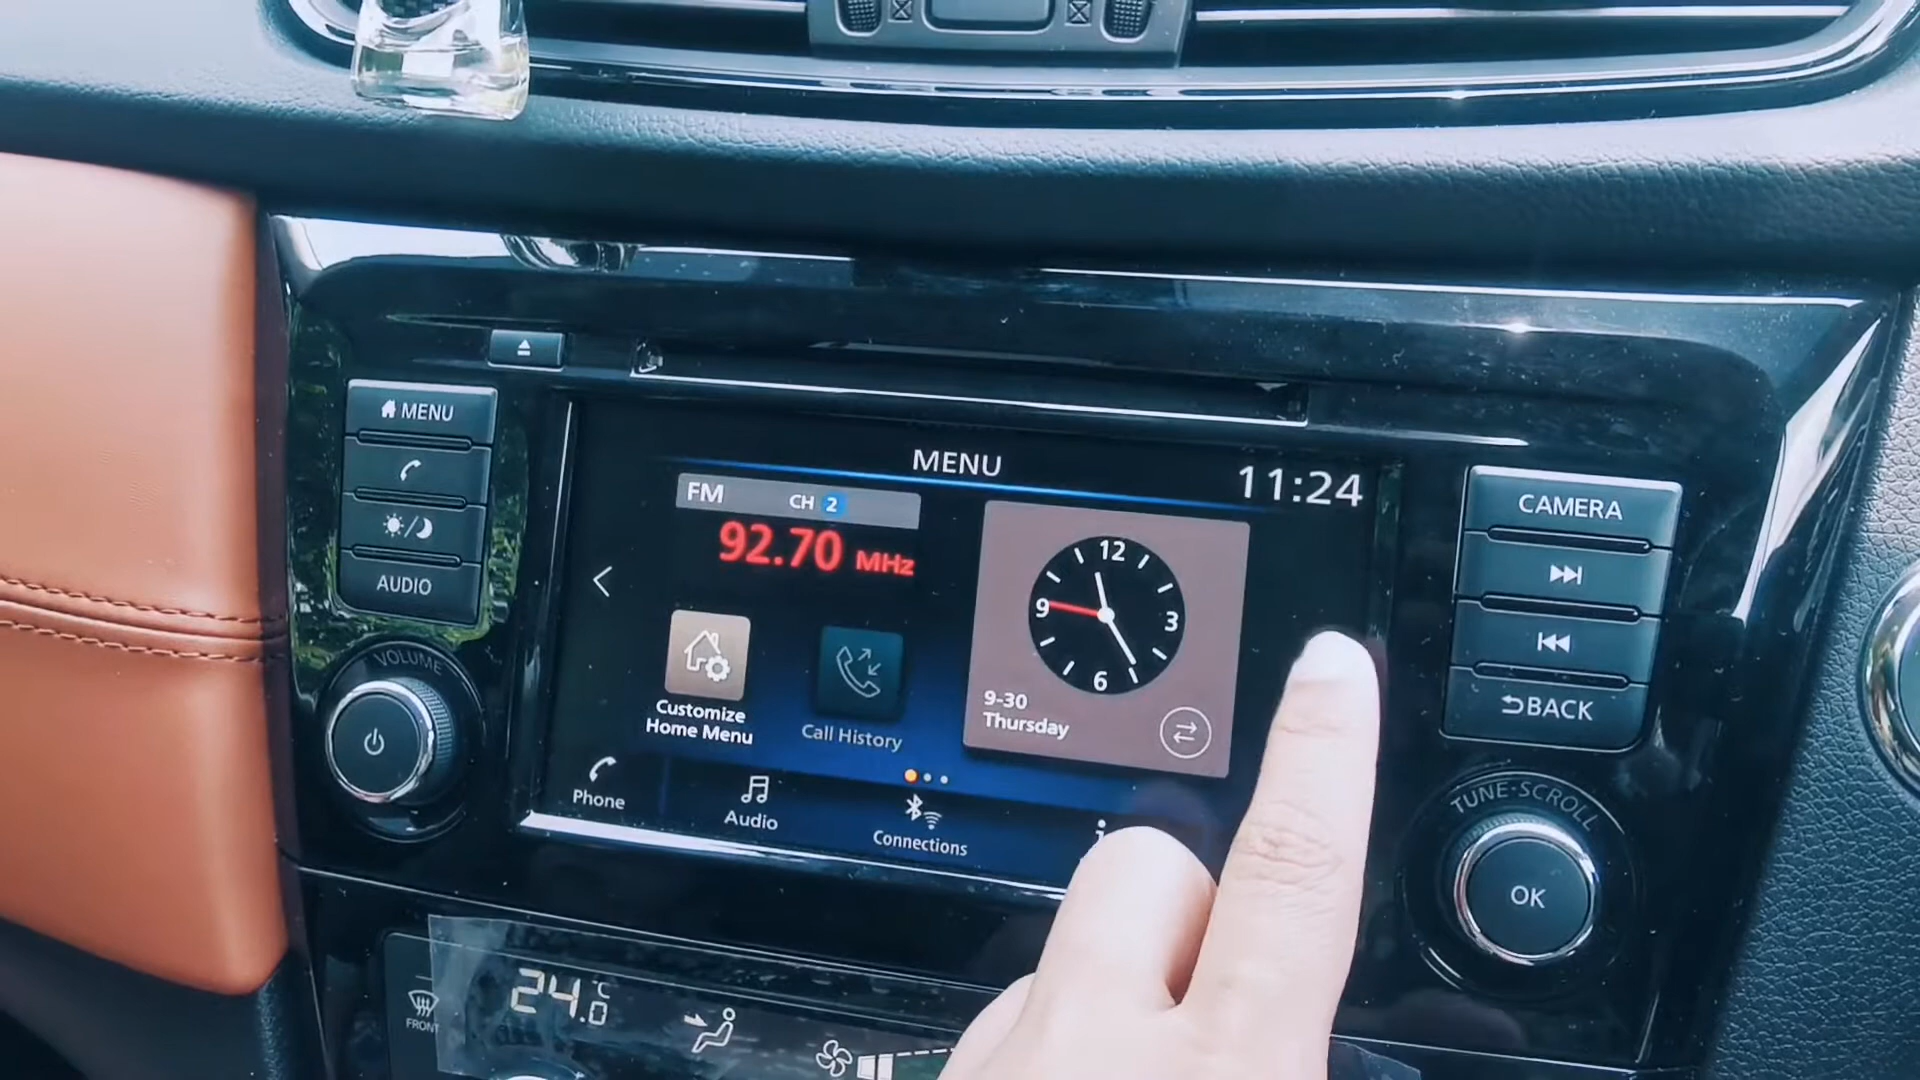 MENU
AUDIO
VOLUME
MENU
11:24
FM CH 2
92.70 MHz
12
3
6
9
9-30
Thursday
Customize
Home Menu
Call History
Phone
Audio
Connections
CAMERA
BACK
TUNE·SCROLL
OK
24.0 °C
FRONT